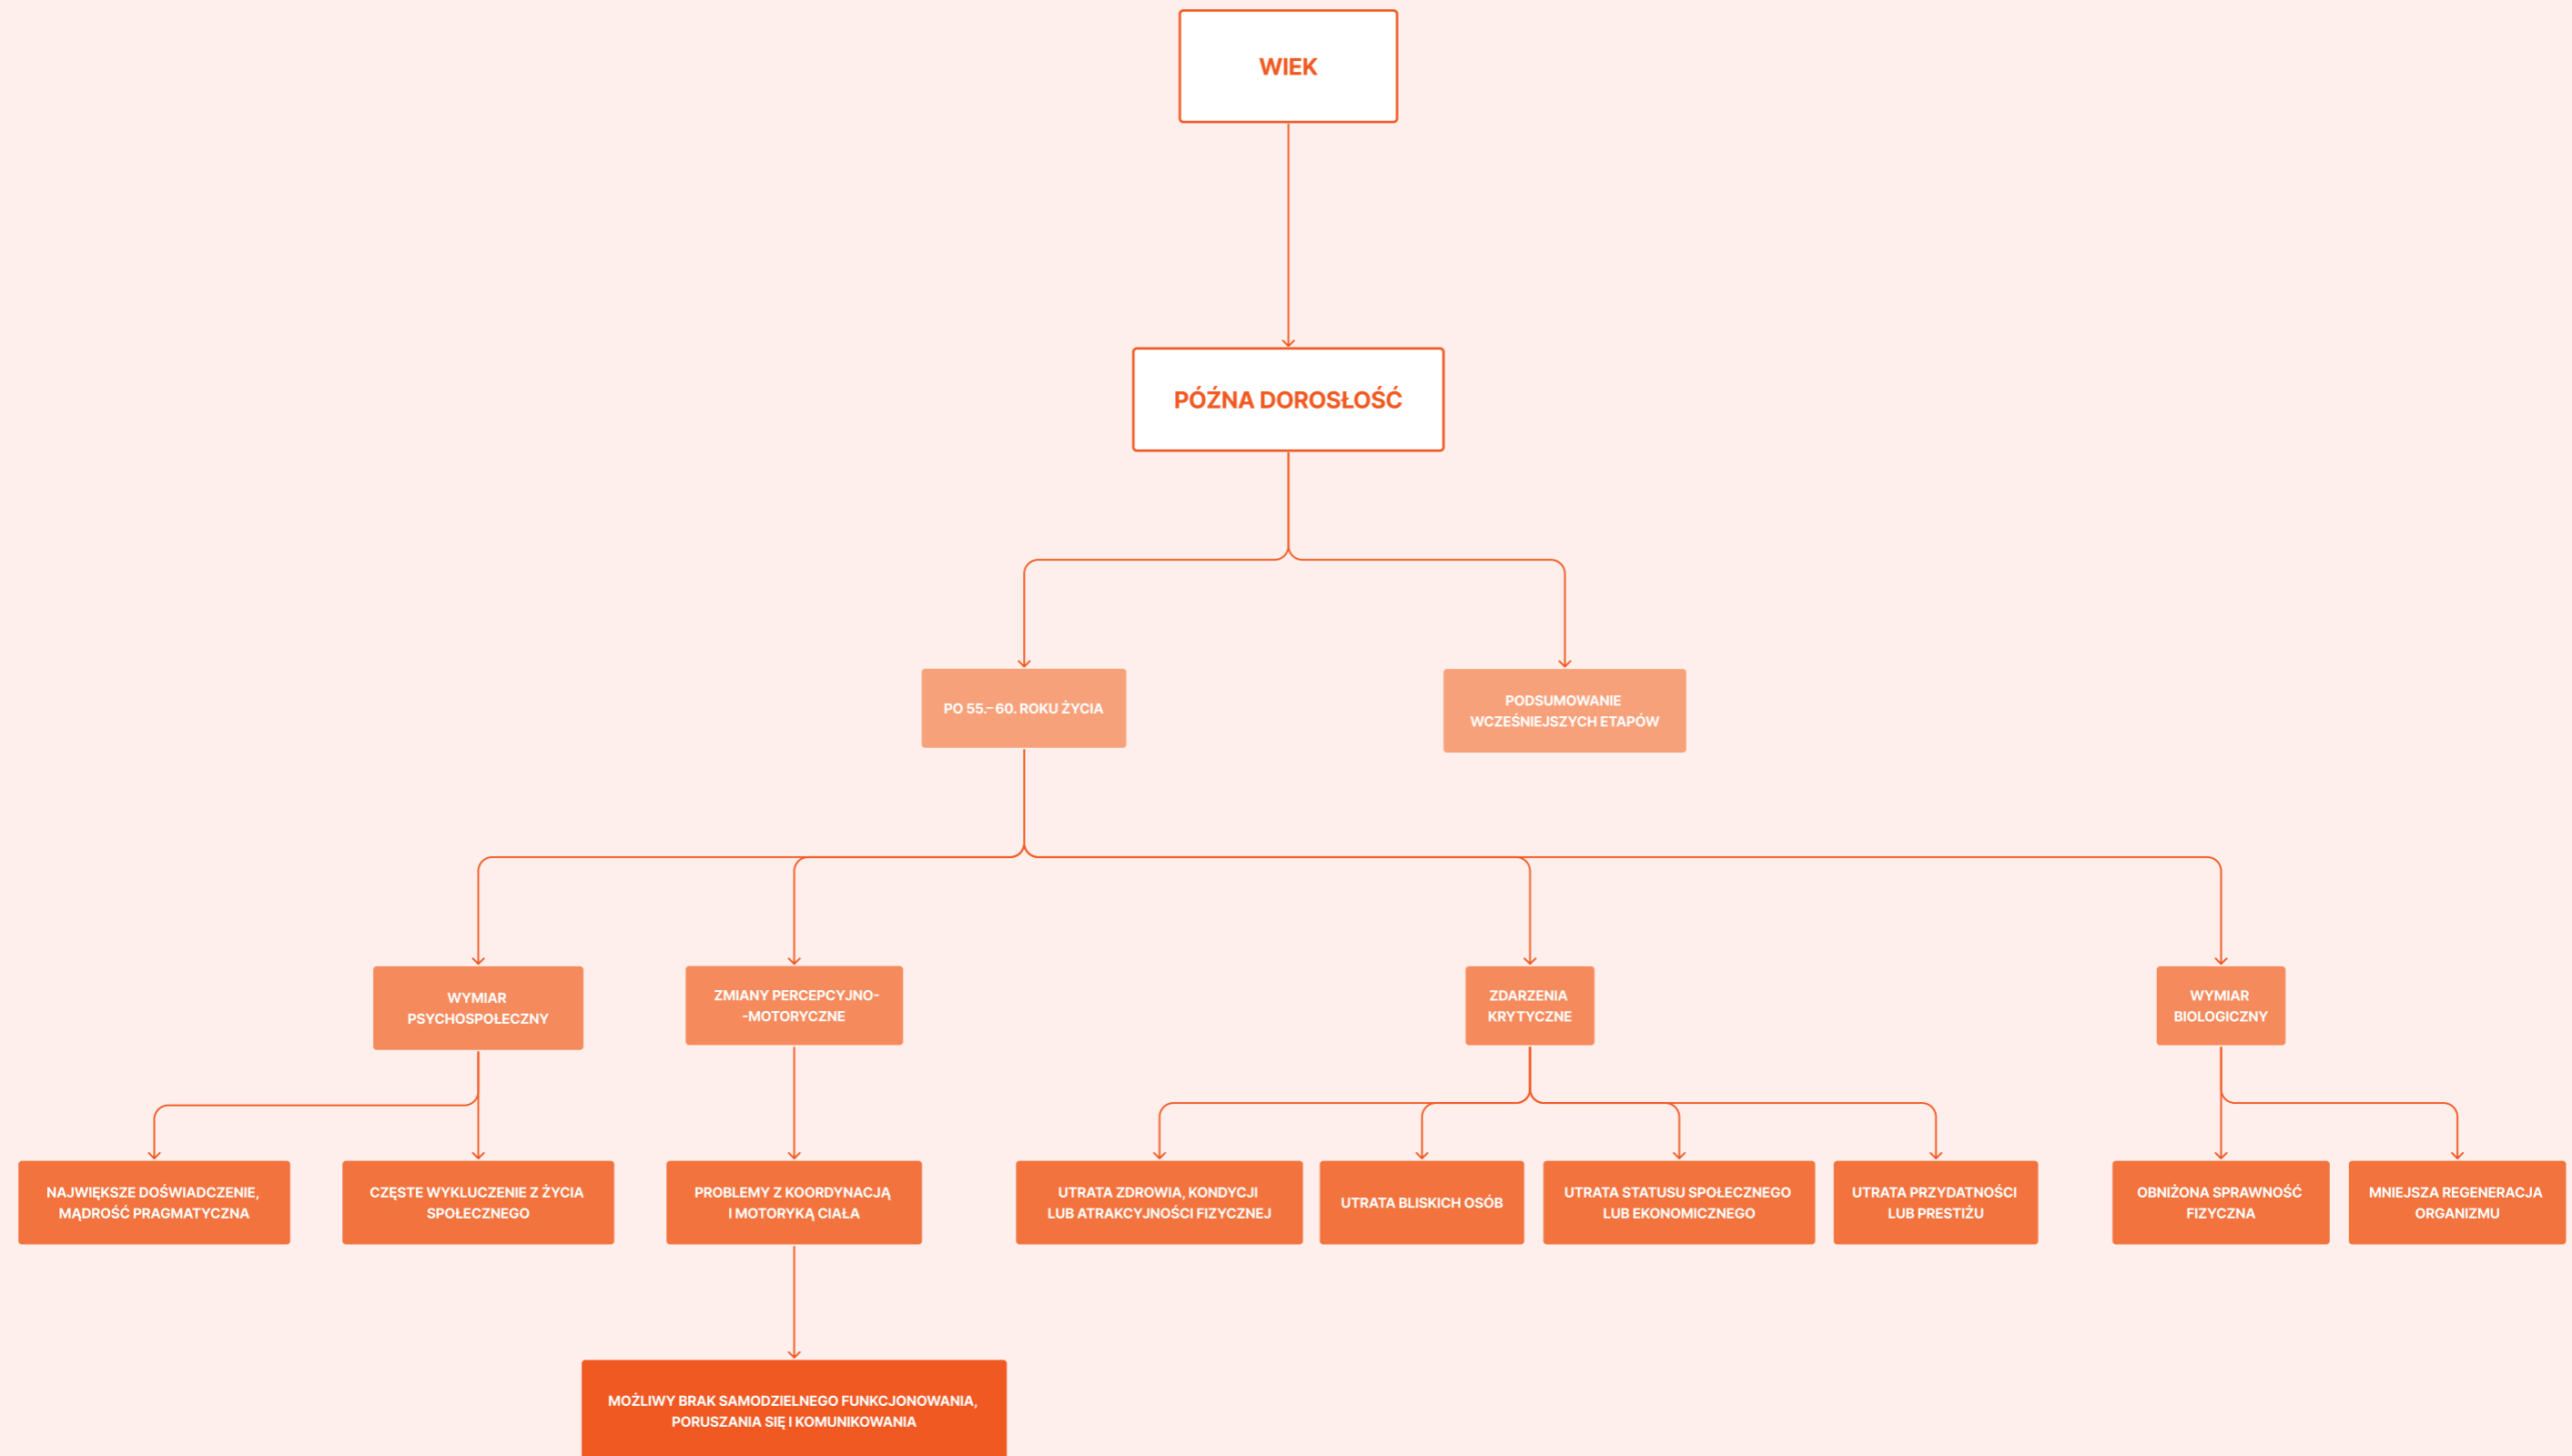 WIEK
PÓŹNA DOROSŁOŚĆ
PO 55.–60. ROKU ŻYCIA
PODSUMOWANIE
WCZEŚNIEJSZYCH ETAPÓW
WYMIAR
PSYCHOSPOŁECZNY
ZMIANY PERCEPCYJNO-
-MOTORYCZNE
ZDARZENIA
KRYTYCZNE
WYMIAR
BIOLOGICZNY
NAJWIĘKSZE DOŚWIADCZENIE,
MĄDROŚĆ PRAGMATYCZNA
CZĘSTE WYKLUCZENIE Z ŻYCIA
SPOŁECZNEGO
PROBLEMY Z KOORDYNACJĄ
I MOTORYKĄ CIAŁA
UTRATA ZDROWIA, KONDYCJI
LUB ATRAKCYJNOŚCI FIZYCZNEJ
UTRATA BLISKICH OSÓB
UTRATA STATUSU SPOŁECZNEGO
LUB EKONOMICZNEGO
UTRATA PRZYDATNOŚCI
LUB PRESTIŻU
OBNIŻONA SPRAWNOŚĆ
FIZYCZNA
MNIEJSZA REGENERACJA
ORGANIZMU
MOŻLIWY BRAK SAMODZIELNEGO FUNKCJONOWANIA,
PORUSZANIA SIĘ I KOMUNIKOWANIA